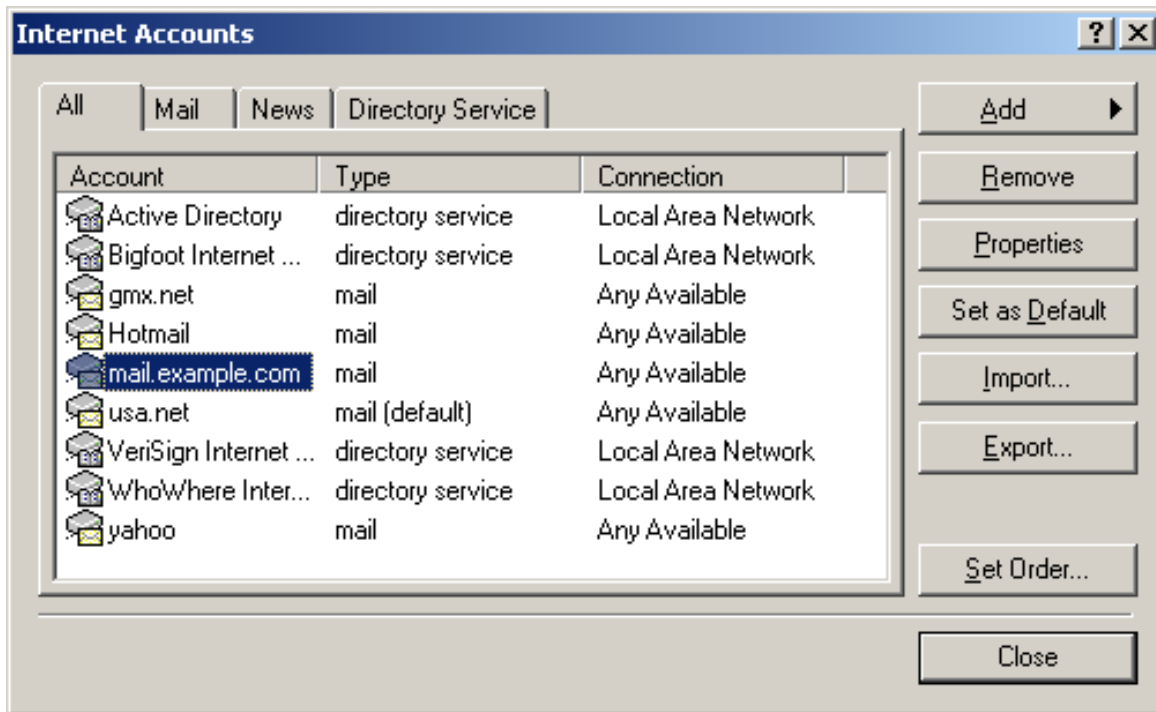 Internet Accounts
All Mail News Directory Service
Account Type Connection
Active Directory directory service Local Area Network
Bigfoot Internet ... directory service Local Area Network
gmx.net mail Any Available
Hotmail mail Any Available
mail.example.com mail Any Available
usa.net mail (default) Any Available
VeriSign Internet ... directory service Local Area Network
WhoWhere Inter... directory service Local Area Network
yahoo mail Any Available
Add
Remove
Properties
Set as Default
Import...
Export...
Set Order...
Close